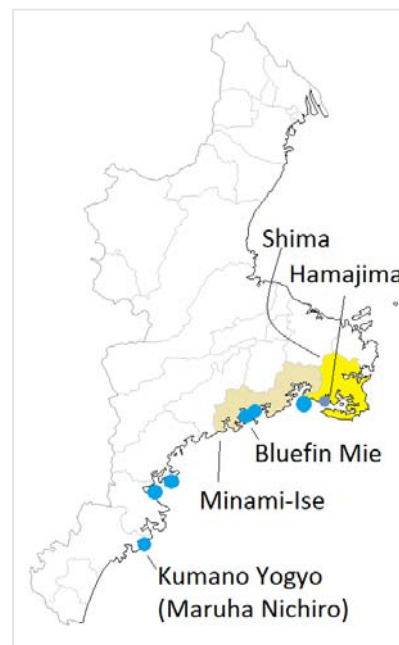 Shima
Hamajima
Bluefin Mie
Minami-Ise
Kumano Yogyo
(Maruha Nichiro)